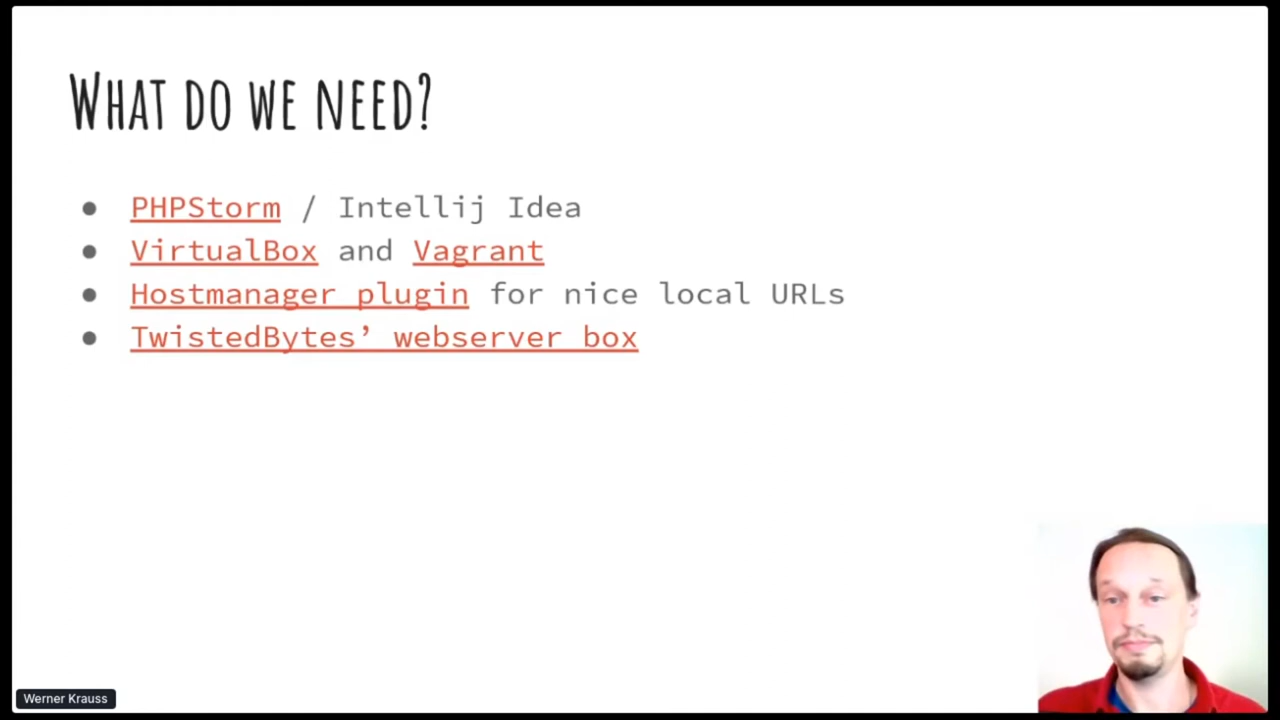 WHAT DO WE NEED?
● PHPStorm / Intellij Idea
● VirtualBox and Vagrant
● Hostmanager plugin for nice local URLs
● TwistedBytes’ webserver box
Werner Krauss